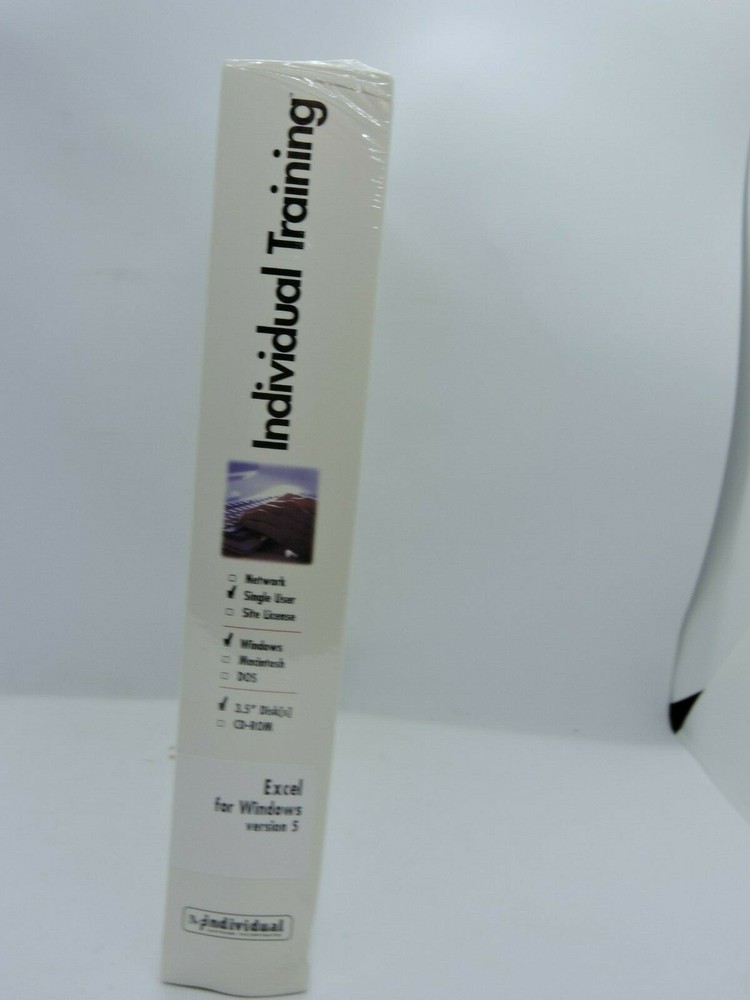 Individual Training™
Network
Single User
Site License
Windows
Macintosh
DOS
3.5" Disk(s)
CD-ROM
Excel
for Windows
version 5
individual